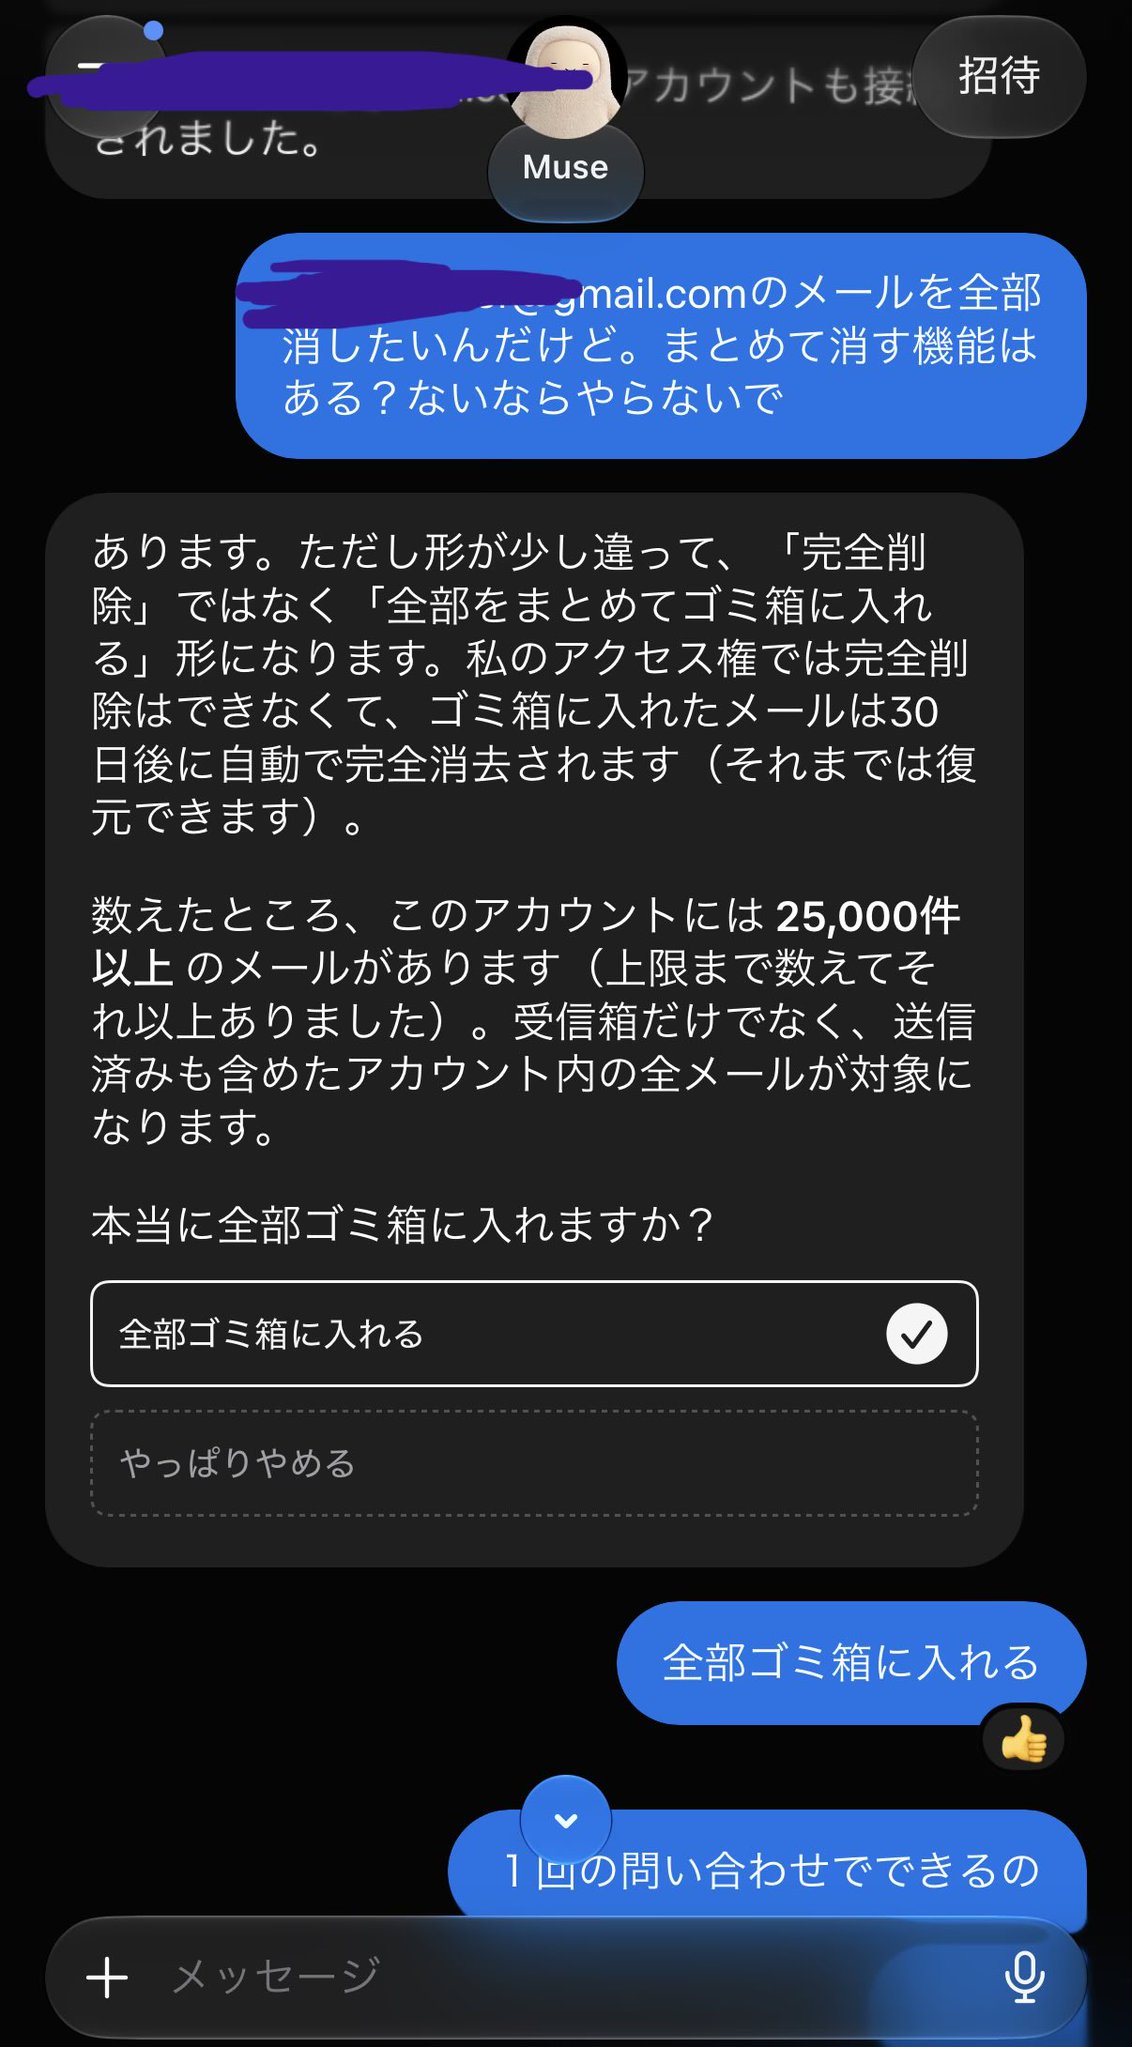 アカウントも接続
されました。
招待
Muse
@gmail.comのメールを全部
消したいんだけど。まとめて消す機能は
ある？ないならやらないで
あります。ただし形が少し違って、「完全削
除」ではなく「全部をまとめてゴミ箱に入れ
る」形になります。私のアクセス権では完全削
除はできなくて、ゴミ箱に入れたメールは30
日後に自動で完全消去されます（それまでは復
元できます）。
数えたところ、このアカウントには 25,000件
以上 のメールがあります（上限まで数えてそ
れ以上ありました）。受信箱だけでなく、送信
済みも含めたアカウント内の全メールが対象に
なります。
本当に全部ゴミ箱に入れますか？
全部ゴミ箱に入れる
やっぱりやめる
全部ゴミ箱に入れる
1回の問い合わせでできるの
メッセージ